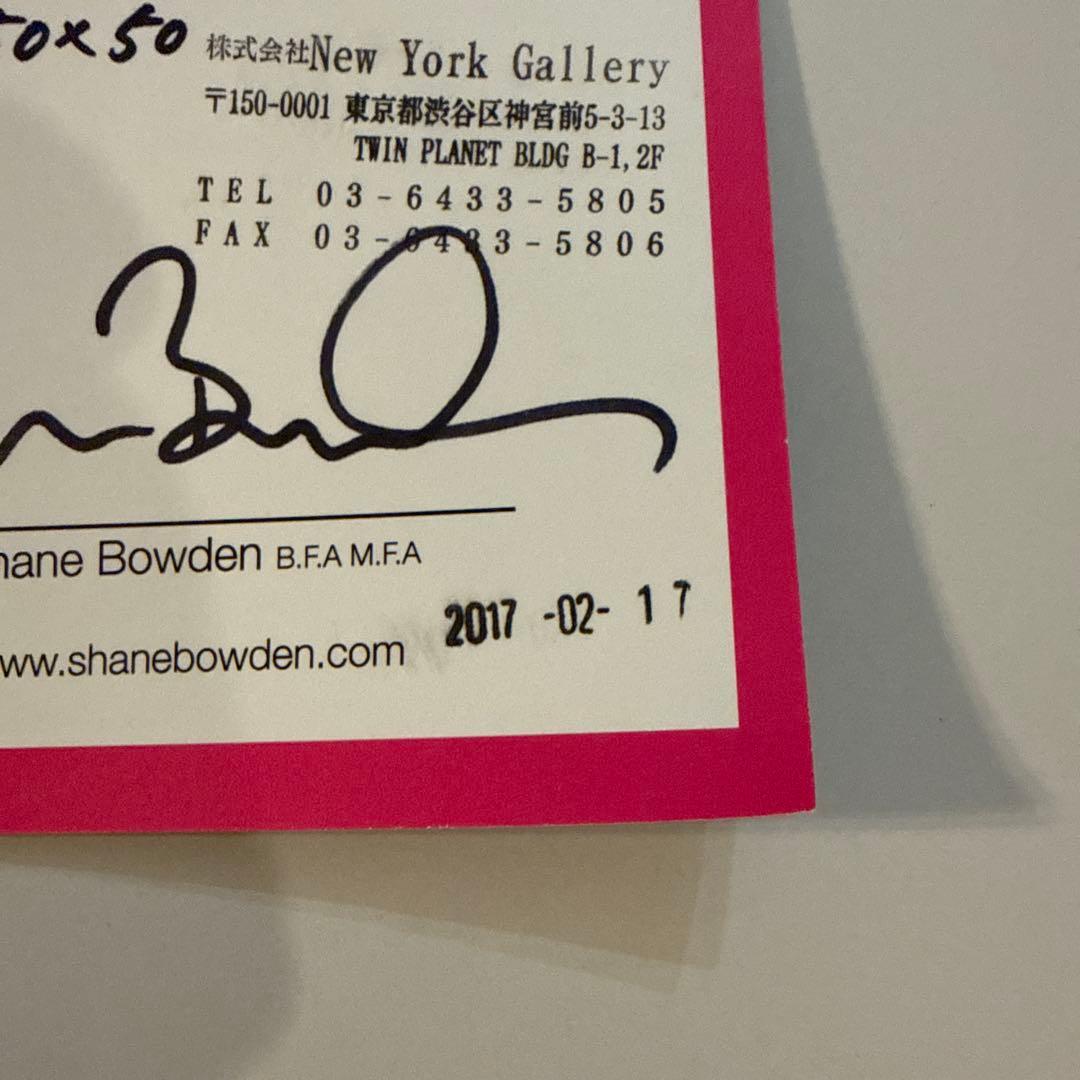 50x50
株式会社New York Gallery
〒150-0001 東京都渋谷区神宮前5-3-13
TWIN PLANET BLDG B-1,2F
TEL 03-6433-5805
FAX 03-6433-5806
hane Bowden B.F.A M.F.A
2017 -02- 17
ww.shanebowden.com